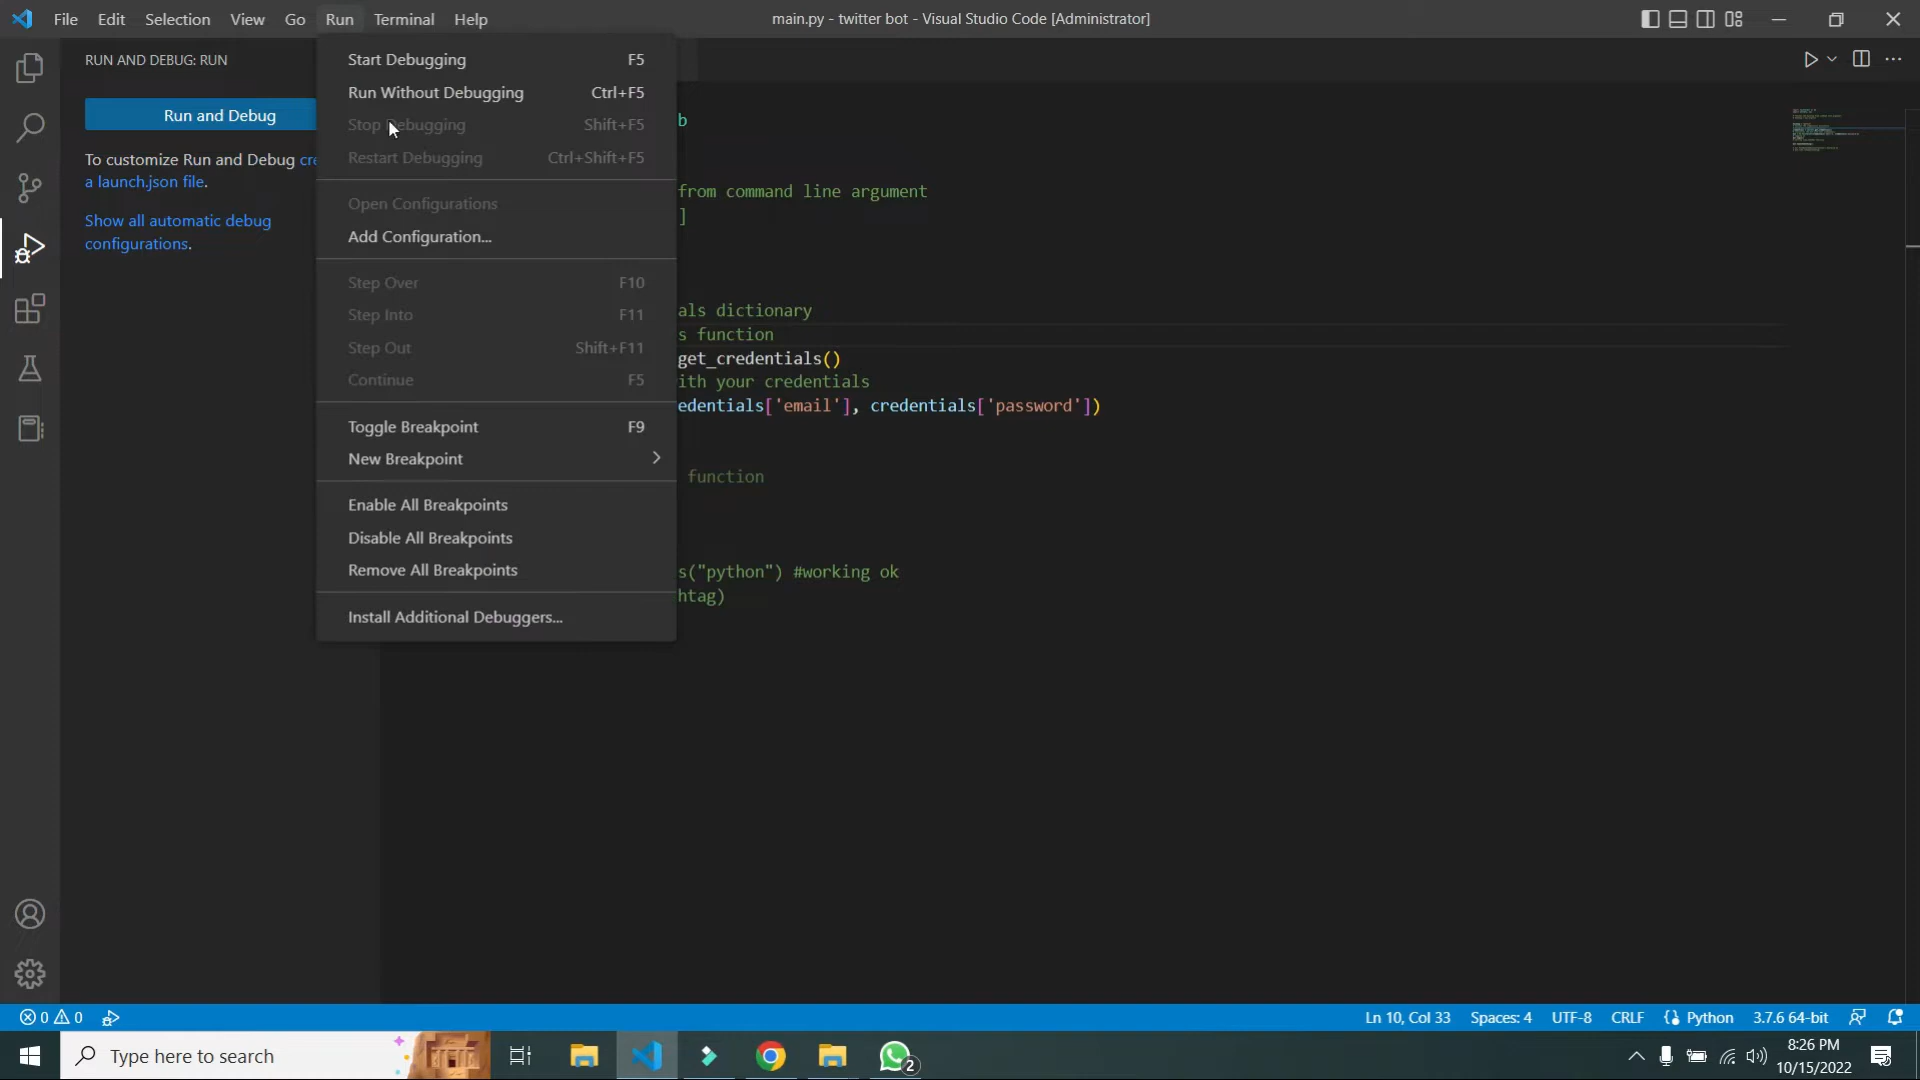 File Edit Selection View Go Run Terminal Help
main.py - twitter bot - Visual Studio Code [Administrator]
RUN AND DEBUG: RUN
Run and Debug
To customize Run and Debug cre
a launch.json file.
Show all automatic debug
configurations.
Start Debugging F5
Run Without Debugging Ctrl+F5
Stop Debugging Shift+F5
Restart Debugging Ctrl+Shift+F5
Open Configurations
Add Configuration...
Step Over F10
Step Into F11
Step Out Shift+F11
Continue F5
Toggle Breakpoint F9
New Breakpoint
Enable All Breakpoints
Disable All Breakpoints
Remove All Breakpoints
Install Additional Debuggers...
b
from command line argument
]
als dictionary
s function
get_credentials()
ith your credentials
edentials['email'], credentials['password'])
function
s("python") #working ok
htag)
0 0
Ln 10, Col 33 Spaces: 4 UTF-8 CRLF Python 3.7.6 64-bit
Type here to search
2
8:26 PM
10/15/2022